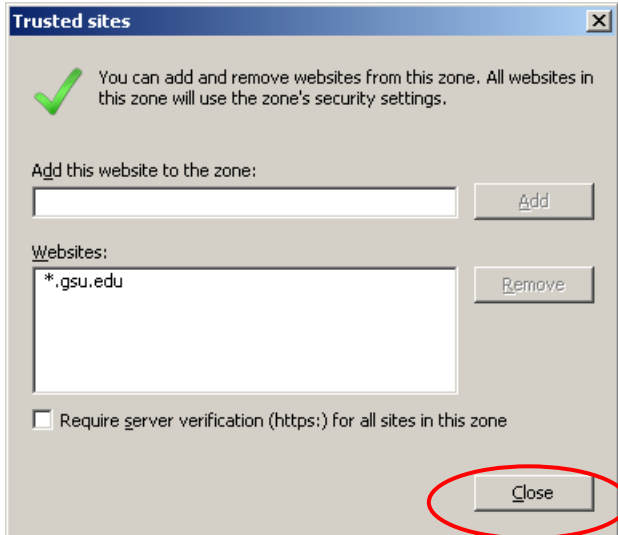 Trusted sites
You can add and remove websites from this zone. All websites in
this zone will use the zone's security settings.
Add this website to the zone:
Add
Websites:
*.gsu.edu
Remove
Require server verification (https:) for all sites in this zone
Close